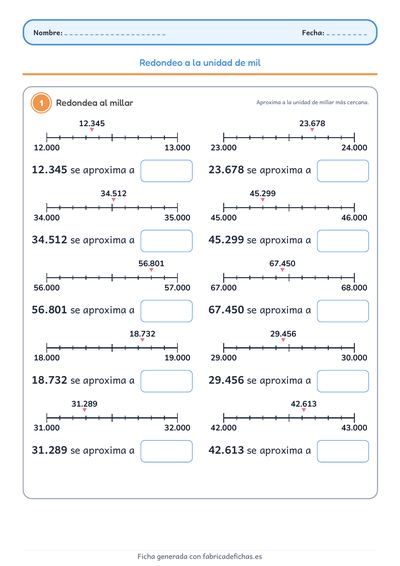 Nombre:
Fecha:
Redondeo a la unidad de mil
1 Redondea al millar
Aproxima a la unidad de millar más cercana.
12.345
12.000 13.000
12.345 se aproxima a
23.678
23.000 24.000
23.678 se aproxima a
34.512
34.000 35.000
34.512 se aproxima a
45.299
45.000 46.000
45.299 se aproxima a
56.801
56.000 57.000
56.801 se aproxima a
67.450
67.000 68.000
67.450 se aproxima a
18.732
18.000 19.000
18.732 se aproxima a
29.456
29.000 30.000
29.456 se aproxima a
31.289
31.000 32.000
31.289 se aproxima a
42.613
42.000 43.000
42.613 se aproxima a
Ficha generada con fabricadefichas.es